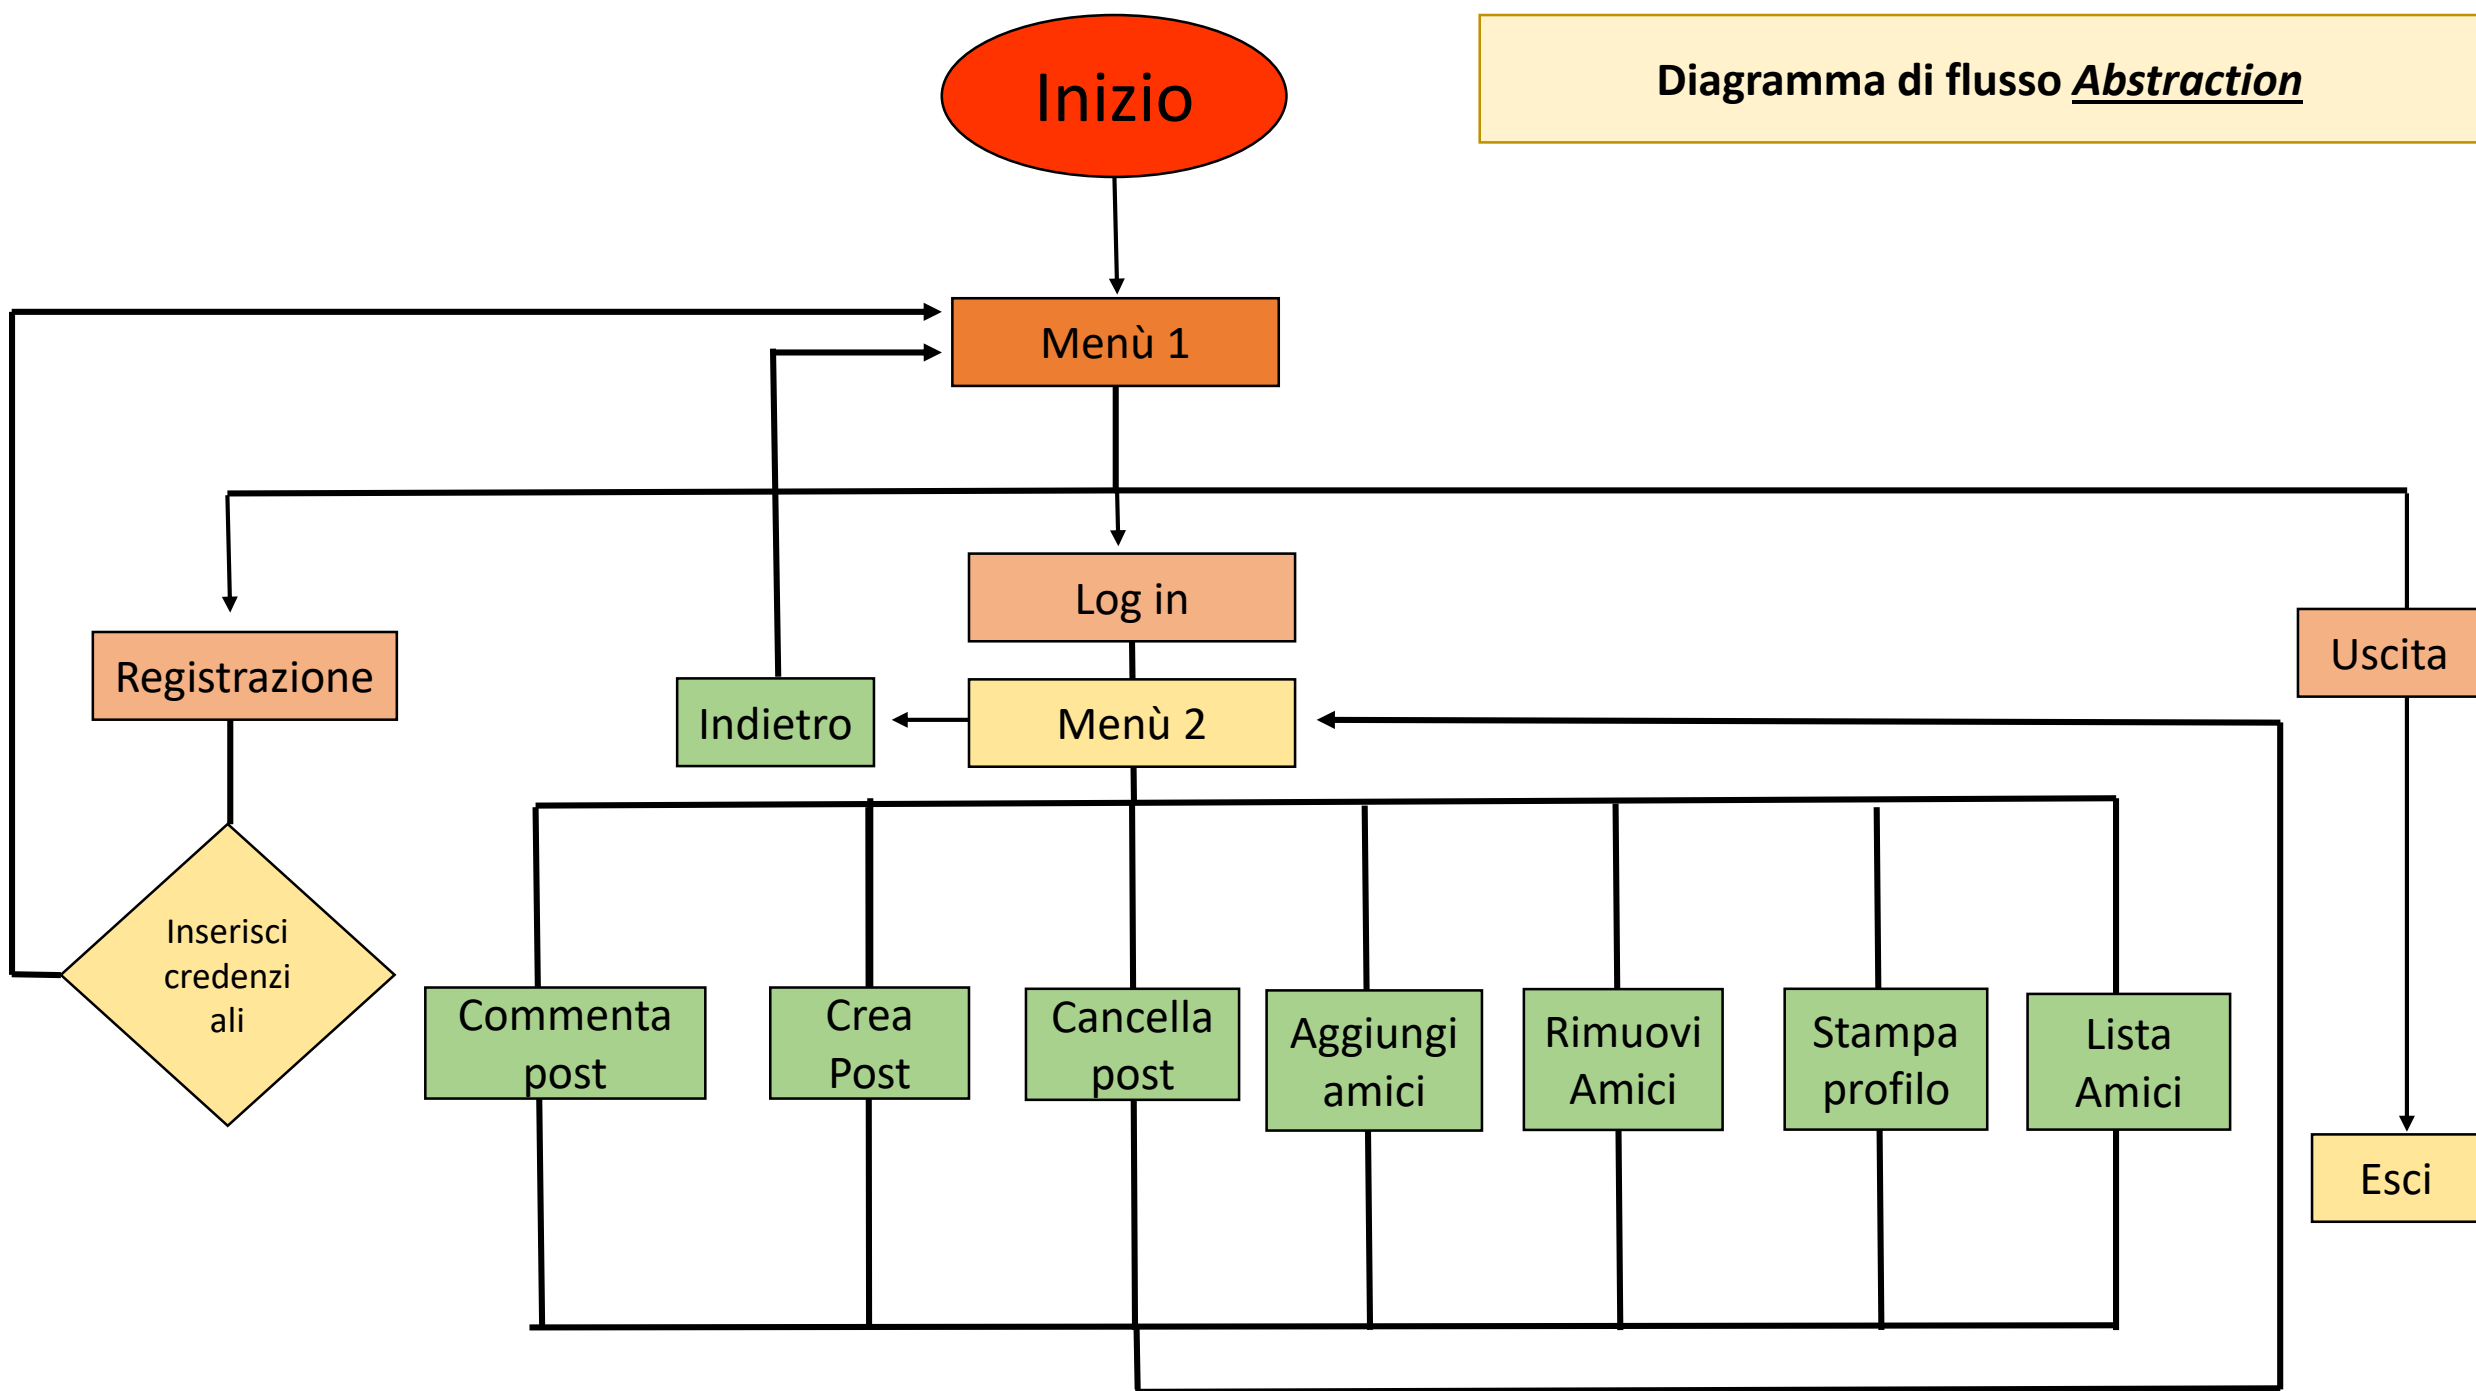 Inizio
Diagramma di flusso Abstraction
Menù 1
Log in
Registrazione
Uscita
Indietro
Menù 2
Inserisci
credenzi
ali
Commenta
post
Crea
Post
Cancella
post
Aggiungi
amici
Rimuovi
Amici
Stampa
profilo
Lista
Amici
Esci